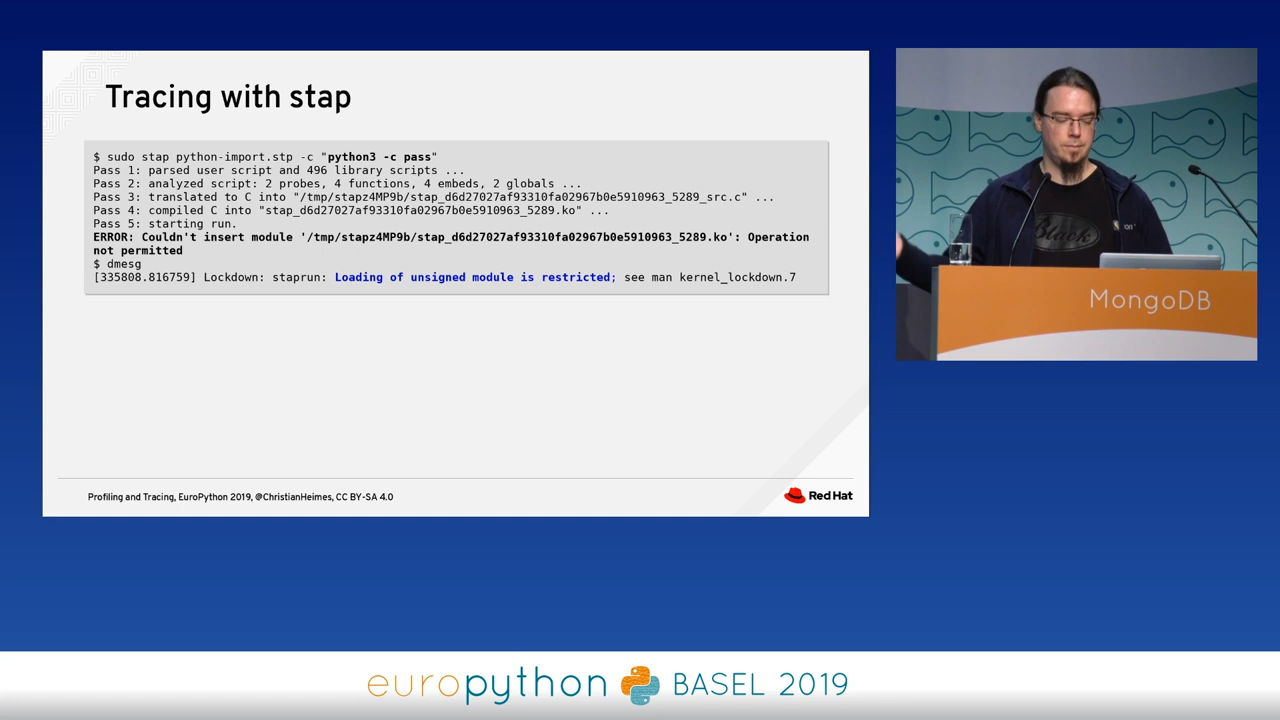 Tracing with stap
$ sudo stap python-import.stp -c "python3 -c pass"
Pass 1: parsed user script and 496 library scripts ...
Pass 2: analyzed script: 2 probes, 4 functions, 4 embeds, 2 globals ...
Pass 3: translated to C into "/tmp/stapz4MP9b/stap_d6d27027af93310fa02967b0e5910963_5289_src.c" ...
Pass 4: compiled C into "stap_d6d27027af93310fa02967b0e5910963_5289.ko" ...
Pass 5: starting run.
ERROR: Couldn't insert module '/tmp/stapz4MP9b/stap_d6d27027af93310fa02967b0e5910963_5289.ko': Operation
not permitted
$ dmesg
[335808.816759] Lockdown: staprun: Loading of unsigned module is restricted; see man kernel_lockdown.7
Profiling and Tracing, EuroPython 2019, @ChristianHeimes, CC BY-SA 4.0
Red Hat
Black
MongoDB
europython BASEL 2019